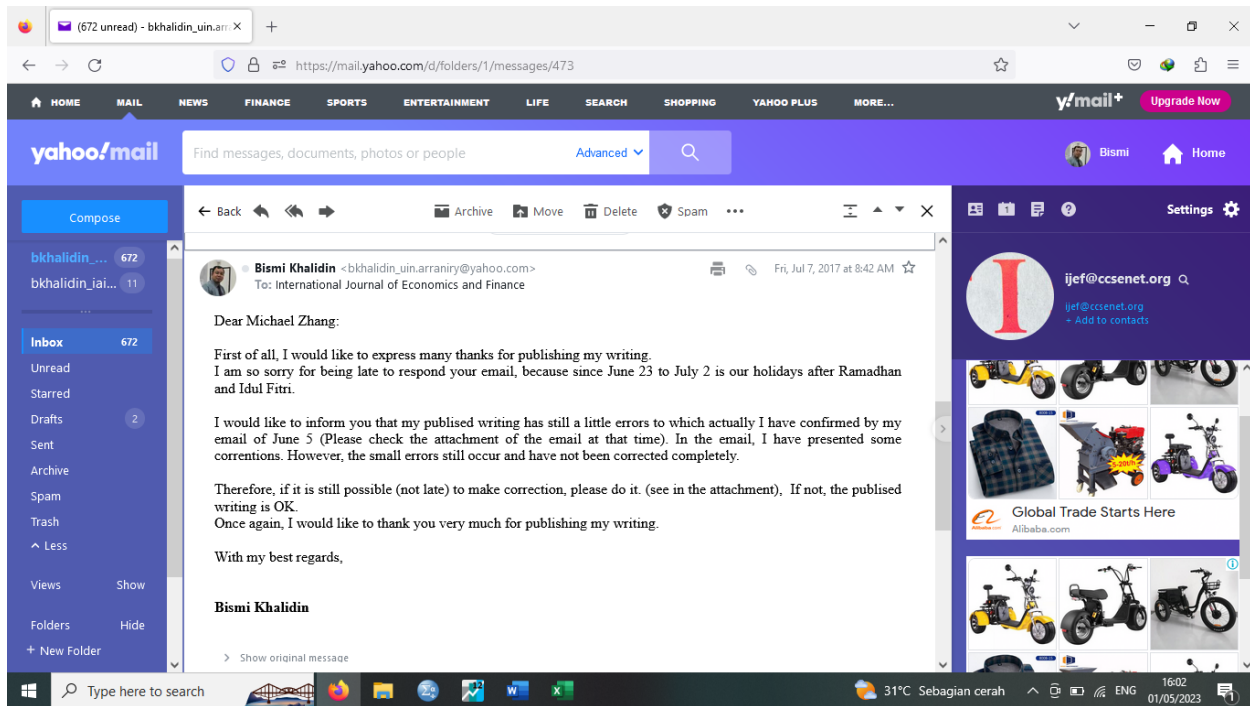 (672 unread) - bkhalidin_uin.arr
https://mail.yahoo.com/d/folders/1/messages/473
HOME MAIL NEWS FINANCE SPORTS ENTERTAINMENT LIFE SEARCH SHOPPING YAHOO PLUS MORE... y!mail+ Upgrade Now
yahoo!mail Find messages, documents, photos or people Advanced Bismi Home
Compose
Back Archive Move Delete Spam Settings
bkhalidin_... 672
bkhalidin_iai... 11
Inbox 672
Unread
Starred
Drafts 2
Sent
Archive
Spam
Trash
Less
Views Show
Folders Hide
+ New Folder
Bismi Khalidin <bkhalidin_uin.arraniry@yahoo.com> Fri, Jul 7, 2017 at 8:42 AM
To: International Journal of Economics and Finance
Dear Michael Zhang:
First of all, I would like to express many thanks for publishing my writing.
I am so sorry for being late to respond your email, because since June 23 to July 2 is our holidays after Ramadhan
and Idul Fitri.
I would like to inform you that my publised writing has still a little errors to which actually I have confirmed by my
email of June 5 (Please check the attachment of the email at that time). In the email, I have presented some
correntions. However, the small errors still occur and have not been corrected completely.
Therefore, if it is still possible (not late) to make correction, please do it. (see in the attachment), If not, the publised
writing is OK.
Once again, I would like to thank you very much for publishing my writing.
With my best regards,
Bismi Khalidin
Show original message
I
ijef@ccsenet.org
ijef@ccsenet.org
+ Add to contacts
5-20t/h
Alibaba.com
Global Trade Starts Here
Alibaba.com
Type here to search
31°C Sebagian cerah ENG 16:02
01/05/2023
1